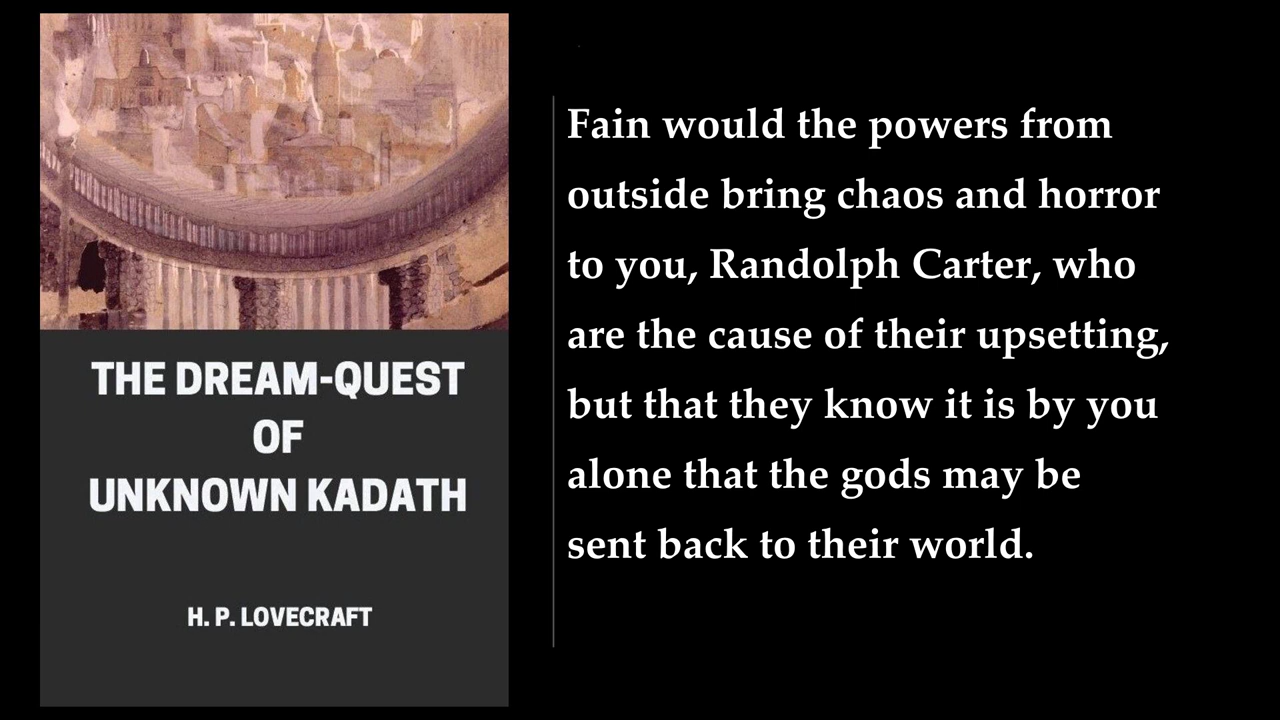 THE DREAM-QUEST
OF
UNKNOWN KADATH
H. P. LOVECRAFT
Fain would the powers from
outside bring chaos and horror
to you, Randolph Carter, who
are the cause of their upsetting,
but that they know it is by you
alone that the gods may be
sent back to their world.